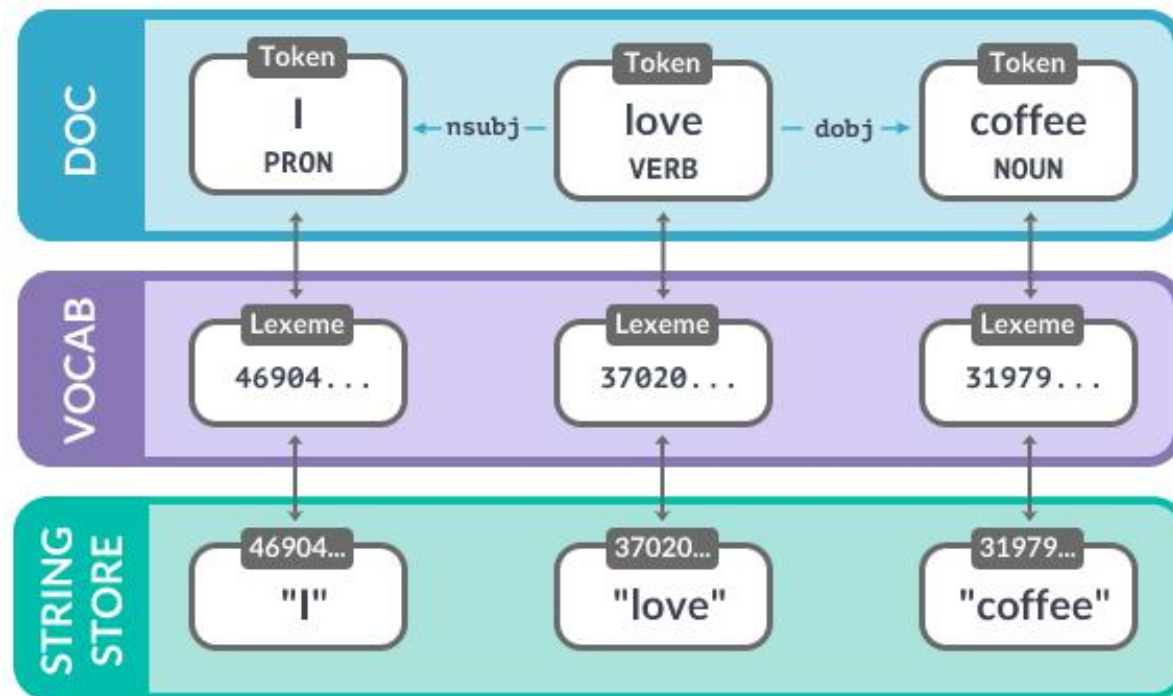 DOC
Token
Token
Token
I
love
coffee
nsubj
dobj
PRON
VERB
NOUN
VOCAB
Lexeme
Lexeme
Lexeme
46904...
37020...
31979...
STRING
STORE
46904...
37020...
31979...
"I"
"love"
"coffee"